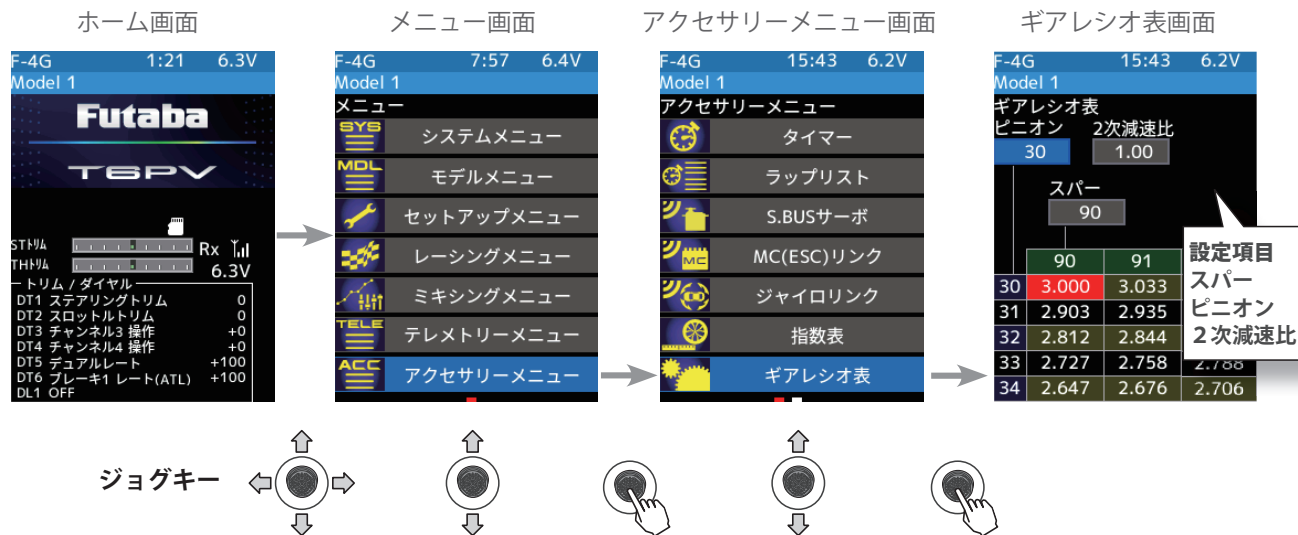 ホーム画面
F-4G 1:21 6.3V
Model 1
Futaba
T6PV
STﾄﾘﾑ
THﾄﾘﾑ
Rx
6.3V
トリム / ダイヤル
DT1 ステアリングトリム 0
DT2 スロットルトリム 0
DT3 チャンネル3 操作 +0
DT4 チャンネル4 操作 +0
DT5 デュアルレート +100
DT6 ブレーキ1 レート(ATL) +100
DL1 OFF
メニュー画面
F-4G 7:57 6.4V
Model 1
メニュー
SYS システムメニュー
MDL モデルメニュー
セットアップメニュー
レーシングメニュー
ミキシングメニュー
TELE テレメトリーメニュー
ACC アクセサリーメニュー
アクセサリーメニュー画面
F-4G 15:43 6.2V
Model 1
アクセサリーメニュー
タイマー
ラップリスト
S.BUSサーボ
MC MC(ESC)リンク
ジャイロリンク
指数表
ギアレシオ表
ギアレシオ表画面
F-4G 15:43 6.2V
Model 1
ギアレシオ表
ピニオン 2次減速比
30 1.00
スパー
90
90 91
30 3.000 3.033
31 2.903 2.935
32 2.812 2.844
33 2.727 2.758 2.788
34 2.647 2.676 2.706
設定項目
スパー
ピニオン
２次減速比
ジョグキー